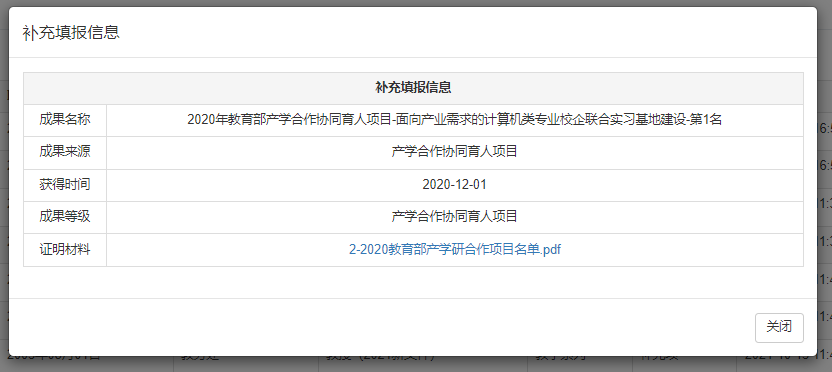 补充填报信息
补充填报信息
成果名称 2020年教育部产学合作协同育人项目-面向产业需求的计算机类专业校企联合实习基地建设-第1名
成果来源 产学合作协同育人项目
获得时间 2020-12-01
成果等级 产学合作协同育人项目
证明材料 2-2020教育部产学研合作项目名单.pdf
关闭